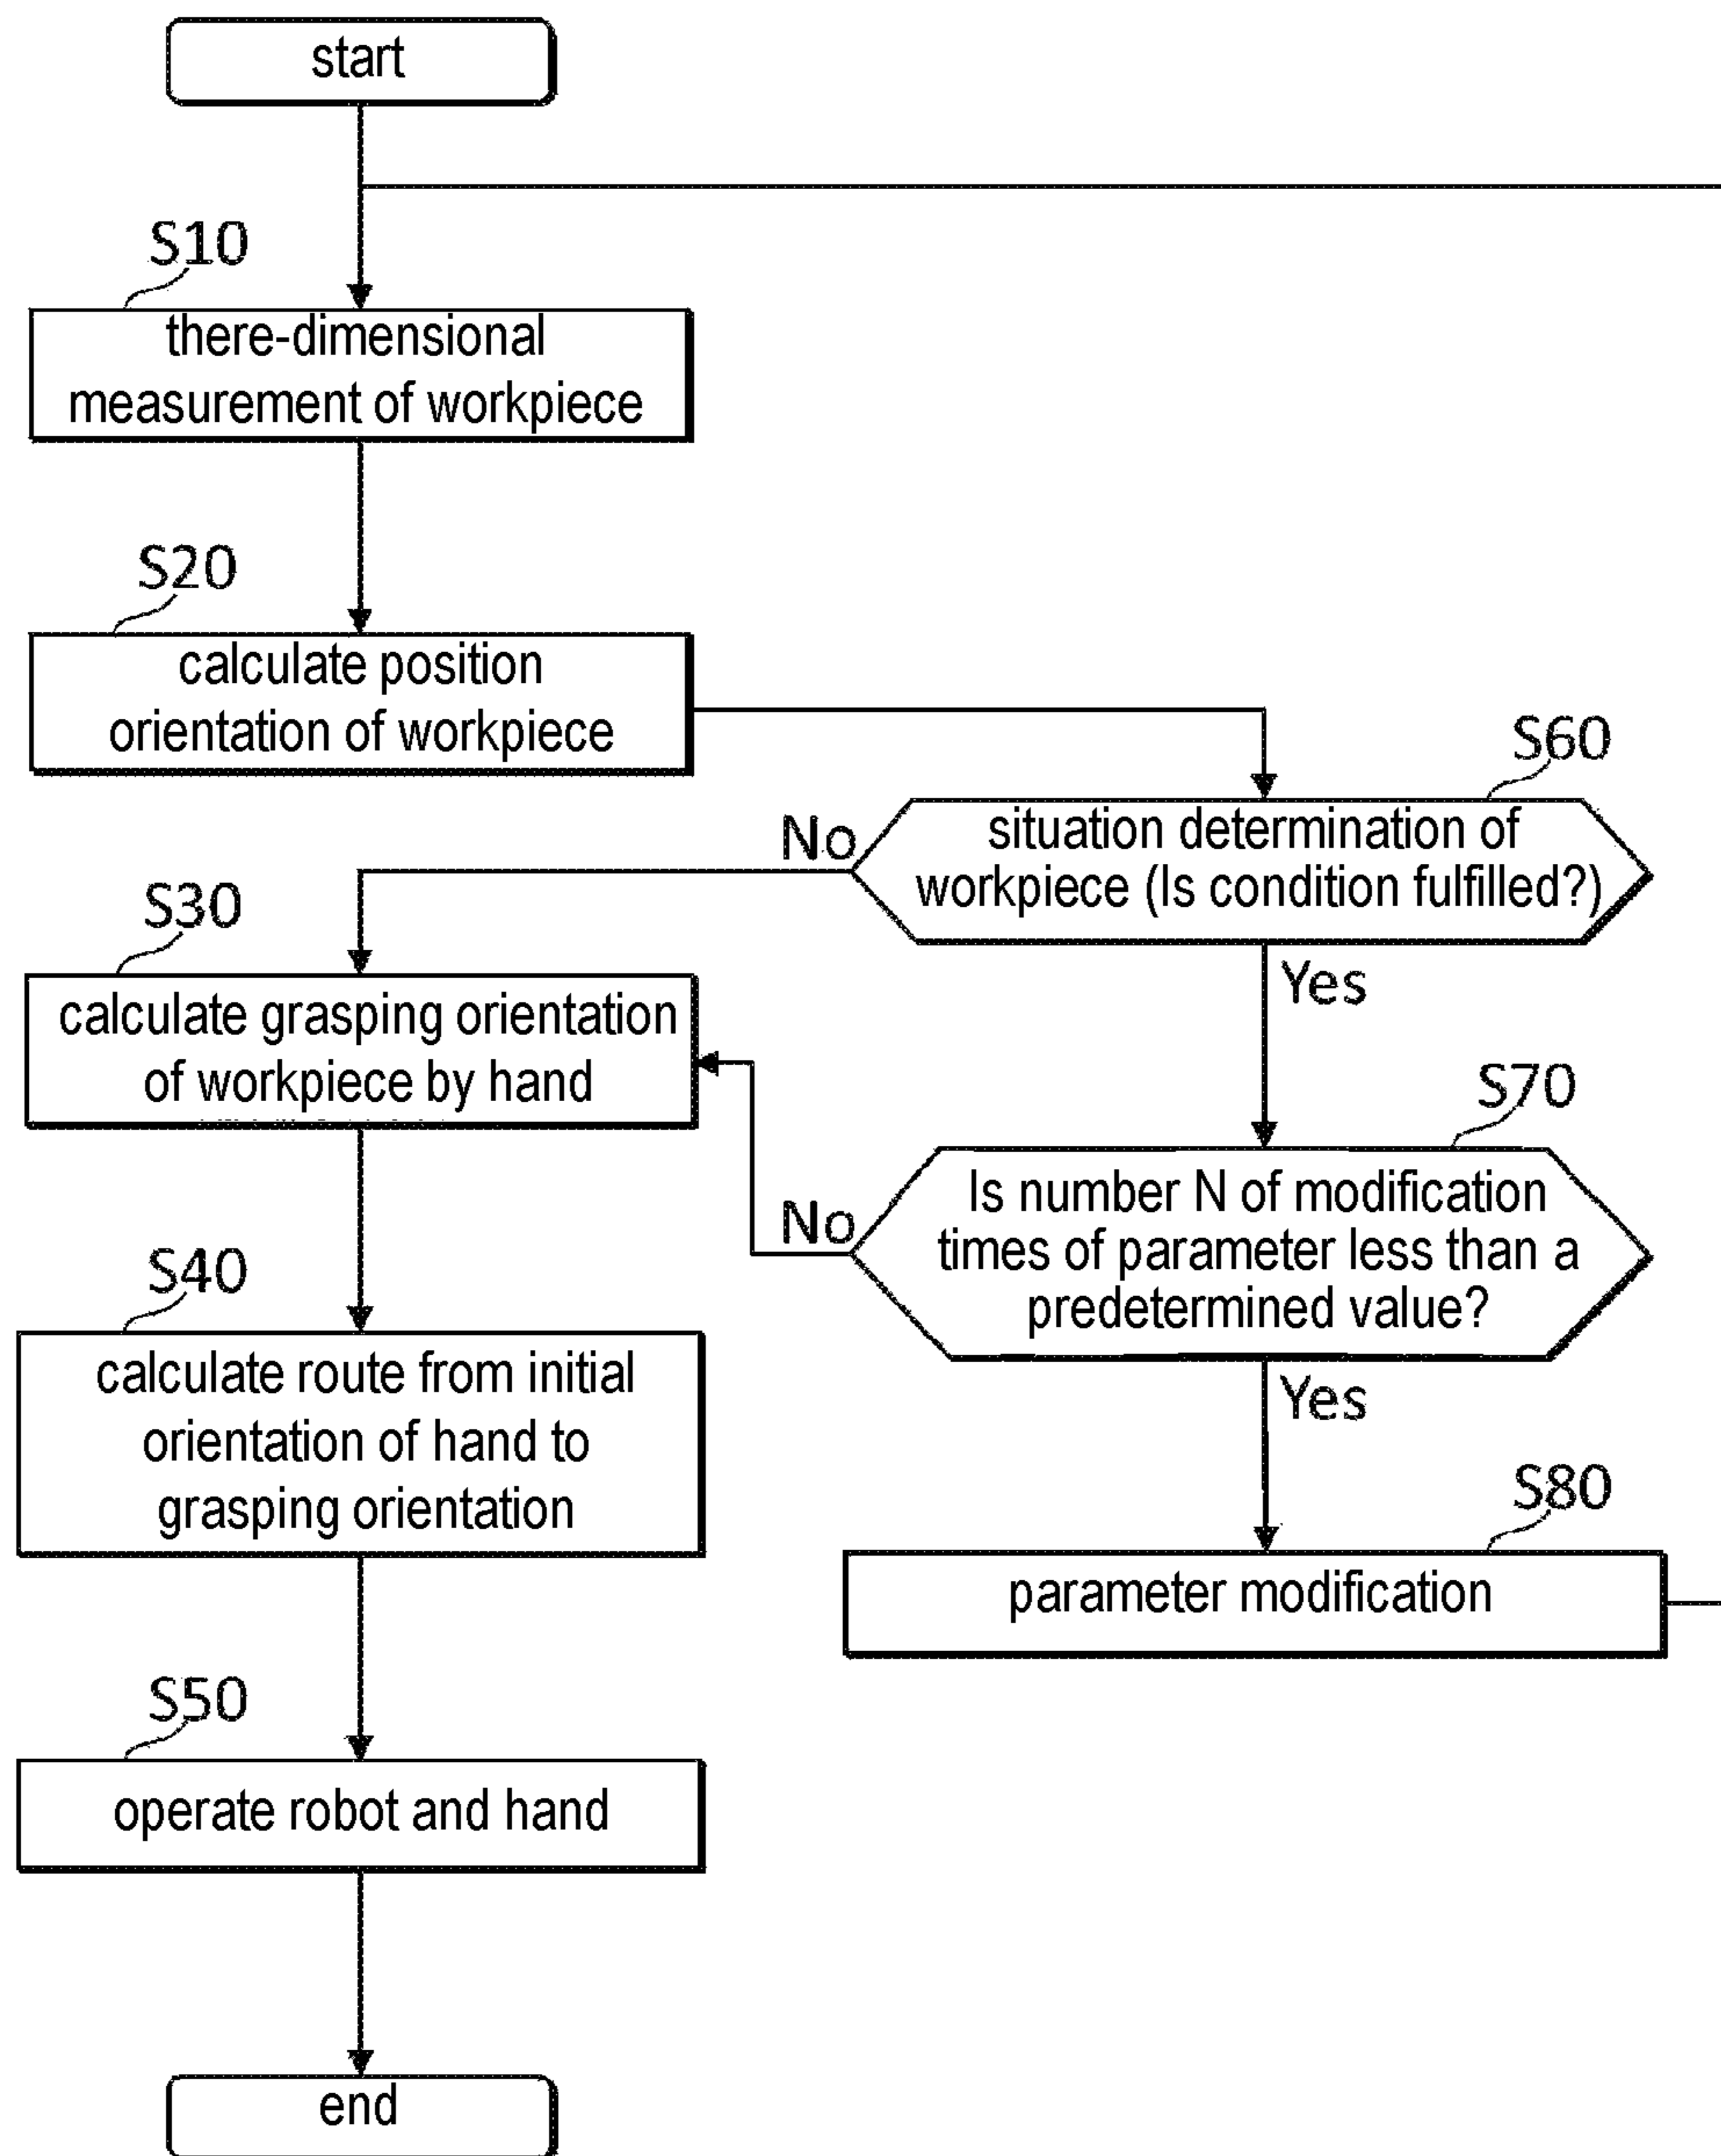 start
S10
there-dimensional
measurement of workpiece
S20
calculate position
orientation of workpiece
S60
situation determination of
workpiece (Is condition fulfilled?)
No
Yes
S30
calculate grasping orientation
of workpiece by hand
S70
Is number N of modification
times of parameter less than a
predetermined value?
No
Yes
S40
calculate route from initial
orientation of hand to
grasping orientation
S80
parameter modification
S50
operate robot and hand
end